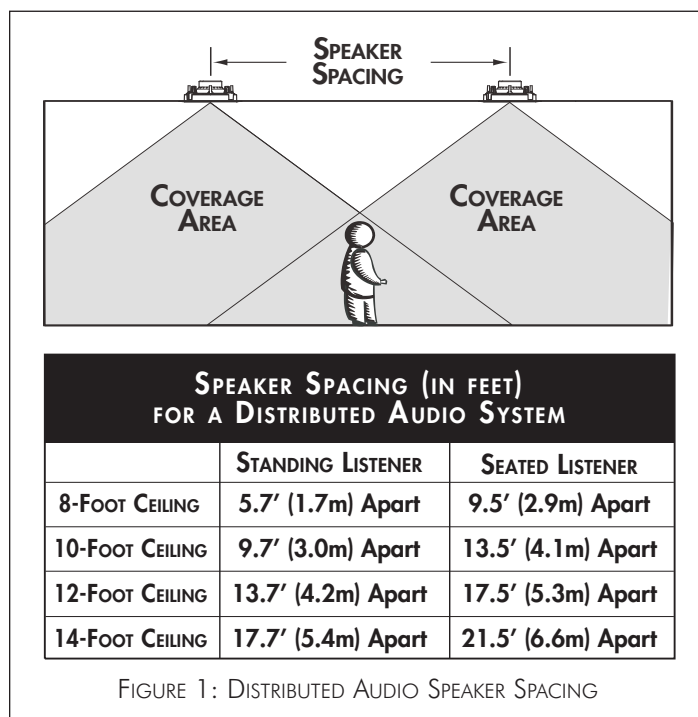 SPEAKER
SPACING
COVERAGE
AREA
COVERAGE
AREA
SPEAKER SPACING (IN FEET)
FOR A DISTRIBUTED AUDIO SYSTEM
STANDING LISTENER SEATED LISTENER
8-FOOT CEILING 5.7′ (1.7m) Apart 9.5′ (2.9m) Apart
10-FOOT CEILING 9.7′ (3.0m) Apart 13.5′ (4.1m) Apart
12-FOOT CEILING 13.7′ (4.2m) Apart 17.5′ (5.3m) Apart
14-FOOT CEILING 17.7′ (5.4m) Apart 21.5′ (6.6m) Apart
FIGURE 1: DISTRIBUTED AUDIO SPEAKER SPACING